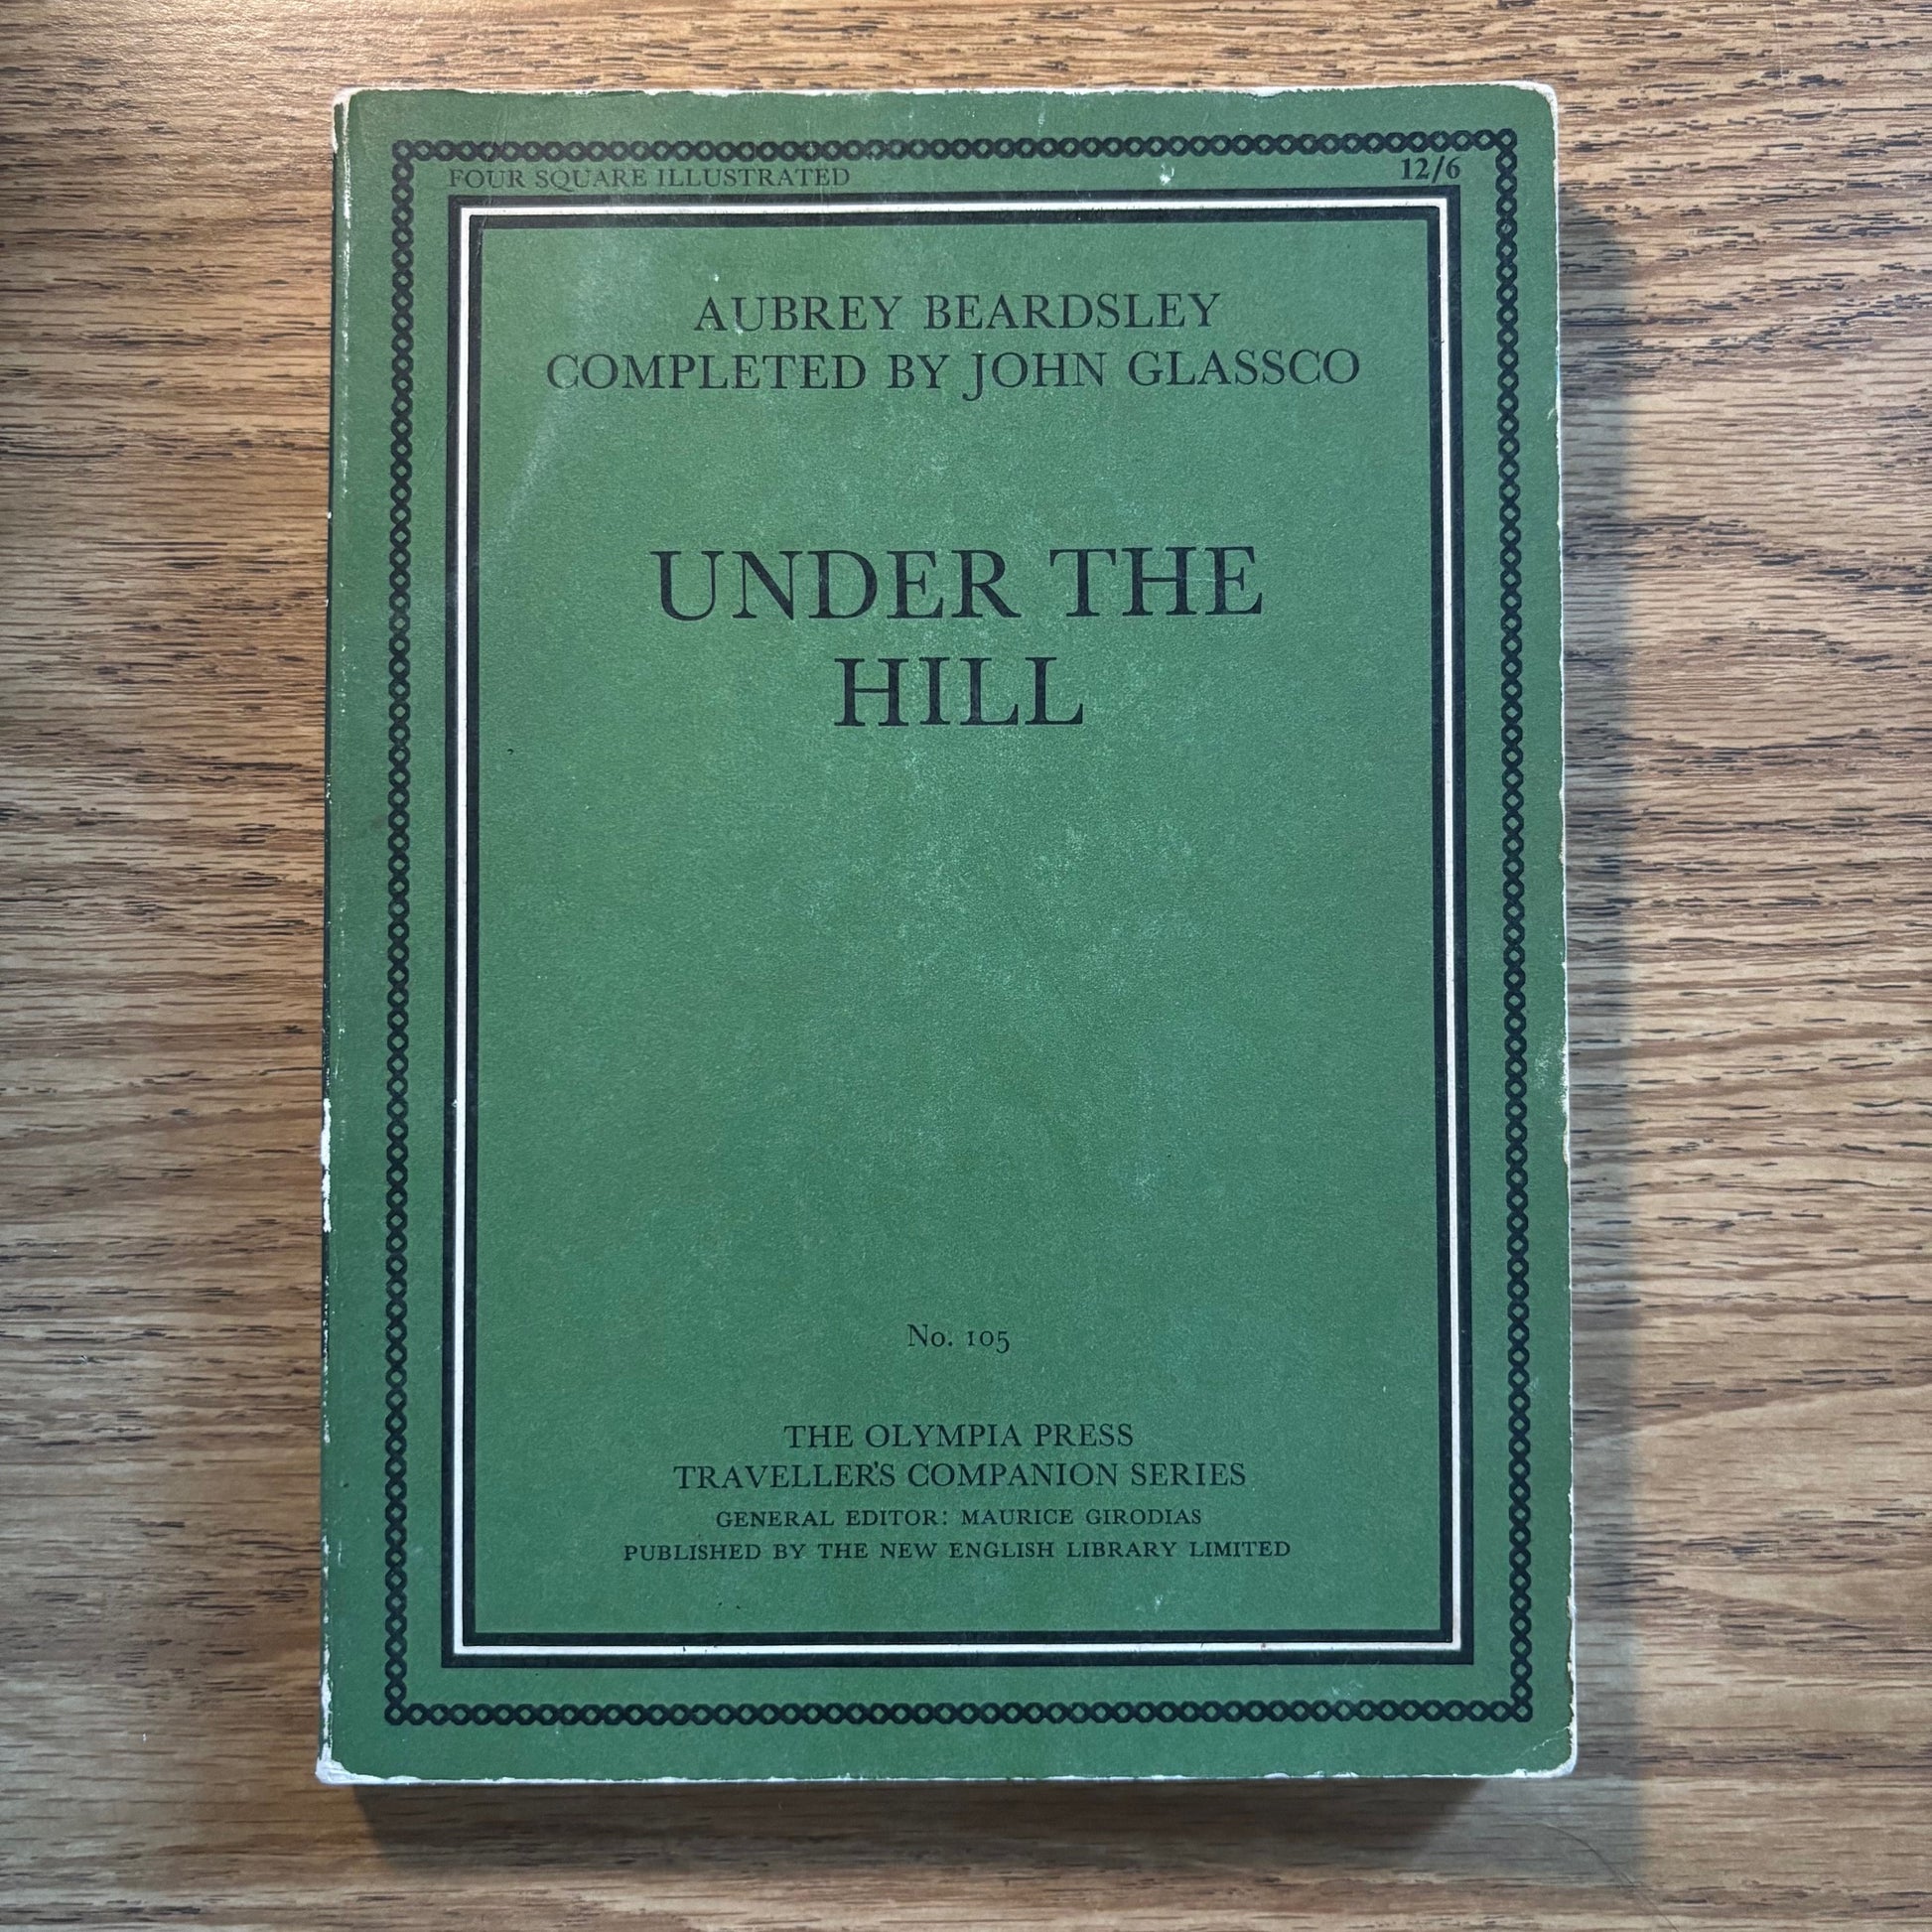 FOUR SQUARE ILLUSTRATED
12/6
AUBREY BEARDSLEY
COMPLETED BY JOHN GLASSCO
UNDER THE
HILL
No. 105
THE OLYMPIA PRESS
TRAVELLER'S COMPANION SERIES
GENERAL EDITOR: MAURICE GIRODIAS
PUBLISHED BY THE NEW ENGLISH LIBRARY LIMITED